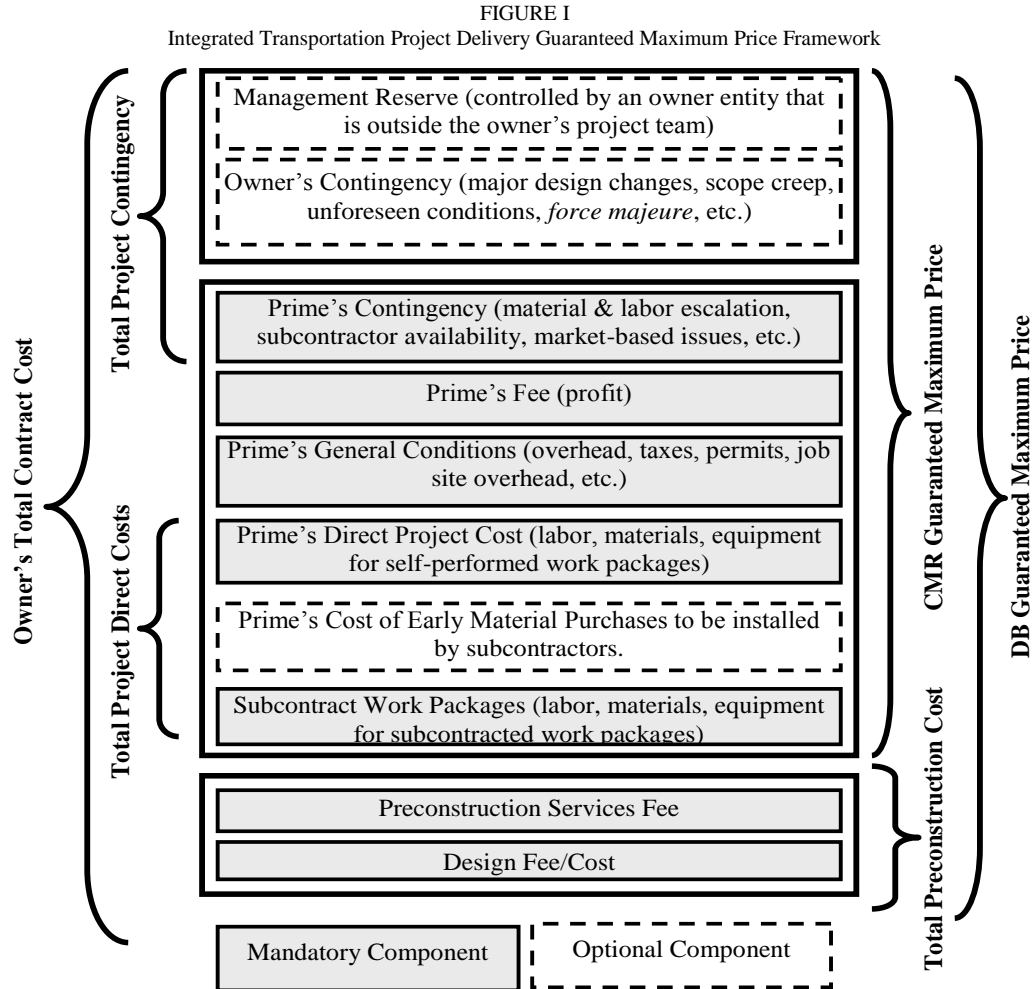 FIGURE I
Integrated Transportation Project Delivery Guaranteed Maximum Price Framework
Owner's Total Contract Cost
Total Project Contingency
Total Project Direct Costs
Management Reserve (controlled by an owner entity that
is outside the owner's project team)
Owner's Contingency (major design changes, scope creep,
unforeseen conditions, force majeure, etc.)
Prime's Contingency (material & labor escalation,
subcontractor availability, market-based issues, etc.)
Prime's Fee (profit)
Prime's General Conditions (overhead, taxes, permits, job
site overhead, etc.)
Prime's Direct Project Cost (labor, materials, equipment
for self-performed work packages)
Prime's Cost of Early Material Purchases to be installed
by subcontractors.
Subcontract Work Packages (labor, materials, equipment
for subcontracted work packages)
Preconstruction Services Fee
Design Fee/Cost
CMR Guaranteed Maximum Price
Total Preconstruction Cost
DB Guaranteed Maximum Price
Mandatory Component
Optional Component